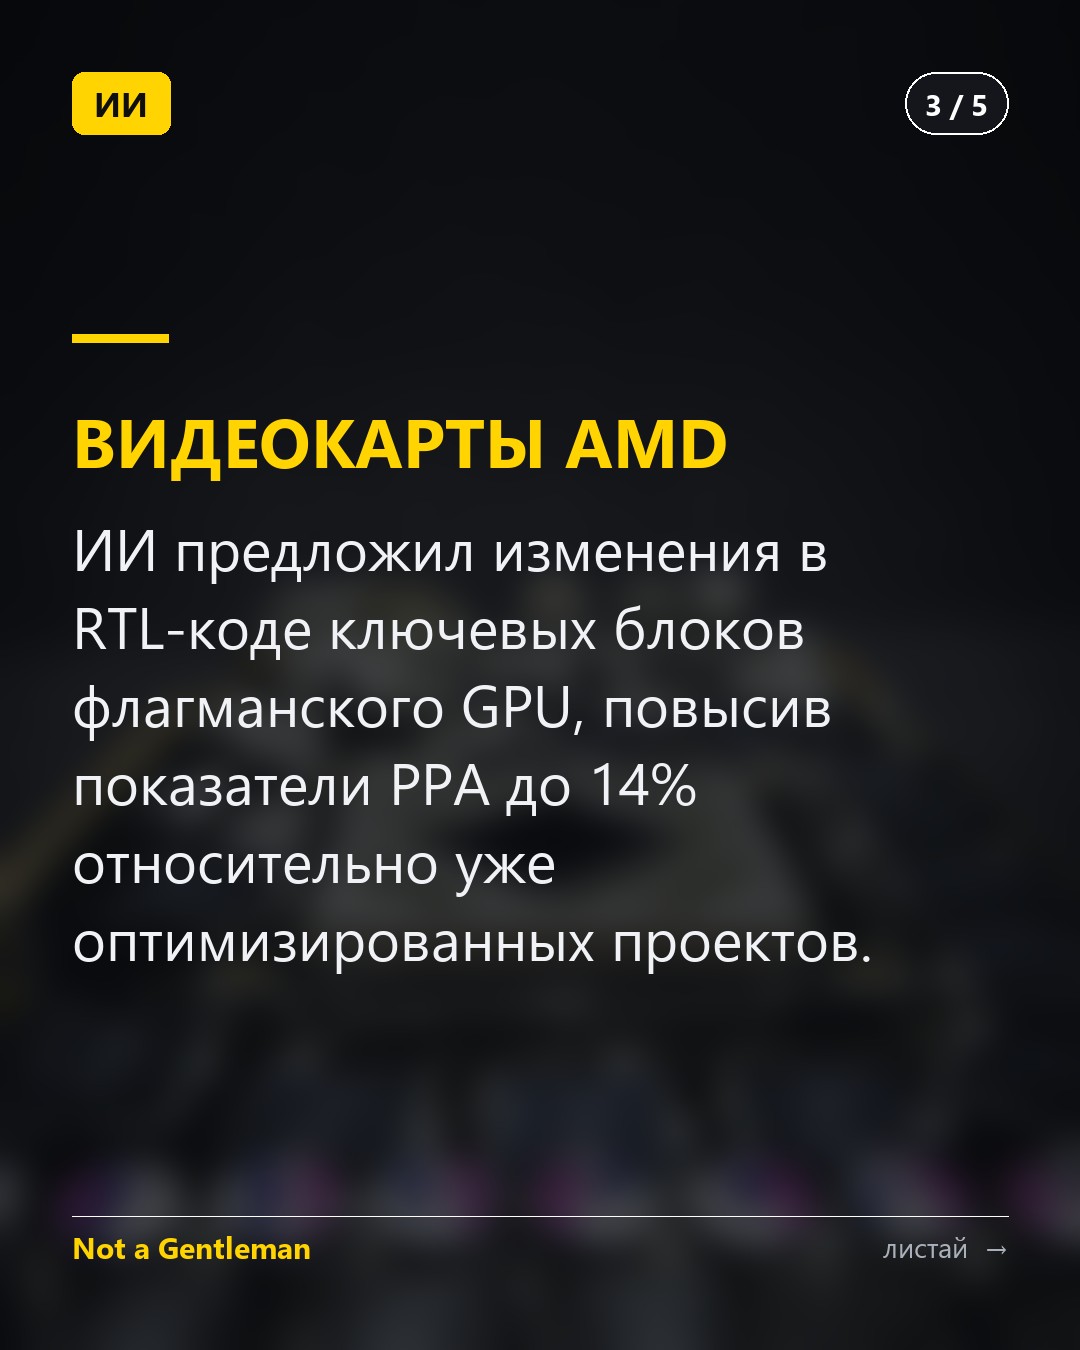 ИИ
3 / 5
ВИДЕОКАРТЫ AMD
ИИ предложил изменения в
RTL-коде ключевых блоков
флагманского GPU, повысив
показатели PPA до 14%
относительно уже
оптимизированных проектов.
Not a Gentleman
листай →